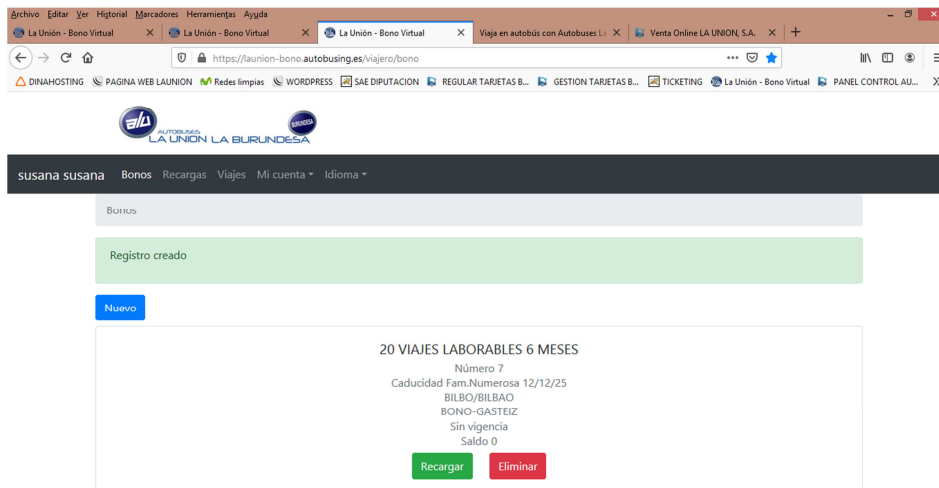 Archivo Editar Ver Historial Marcadores Herramientas Ayuda
La Unión - Bono Virtual La Unión - Bono Virtual La Unión - Bono Virtual Viaja en autobús con Autobuses La Venta Online LA UNION, S.A.
https://launion-bono.autobusing.es/viajero/bono
DINAHOSTING PAGINA WEB LAUNION Redes limpias WORDPRESS SAE DIPUTACION REGULAR TARJETAS B... GESTION TARJETAS B... TICKETING La Unión - Bono Virtual PANEL CONTROL AU...
alu BURUNDESA
AUTOBUSES
LA UNION LA BURUNDESA
susana susana Bonos Recargas Viajes Mi cuenta Idioma
Bonos
Registro creado
Nuevo
20 VIAJES LABORABLES 6 MESES
Número 7
Caducidad Fam.Numerosa 12/12/25
BILBO/BILBAO
BONO-GASTEIZ
Sin vigencia
Saldo 0
Recargar Eliminar